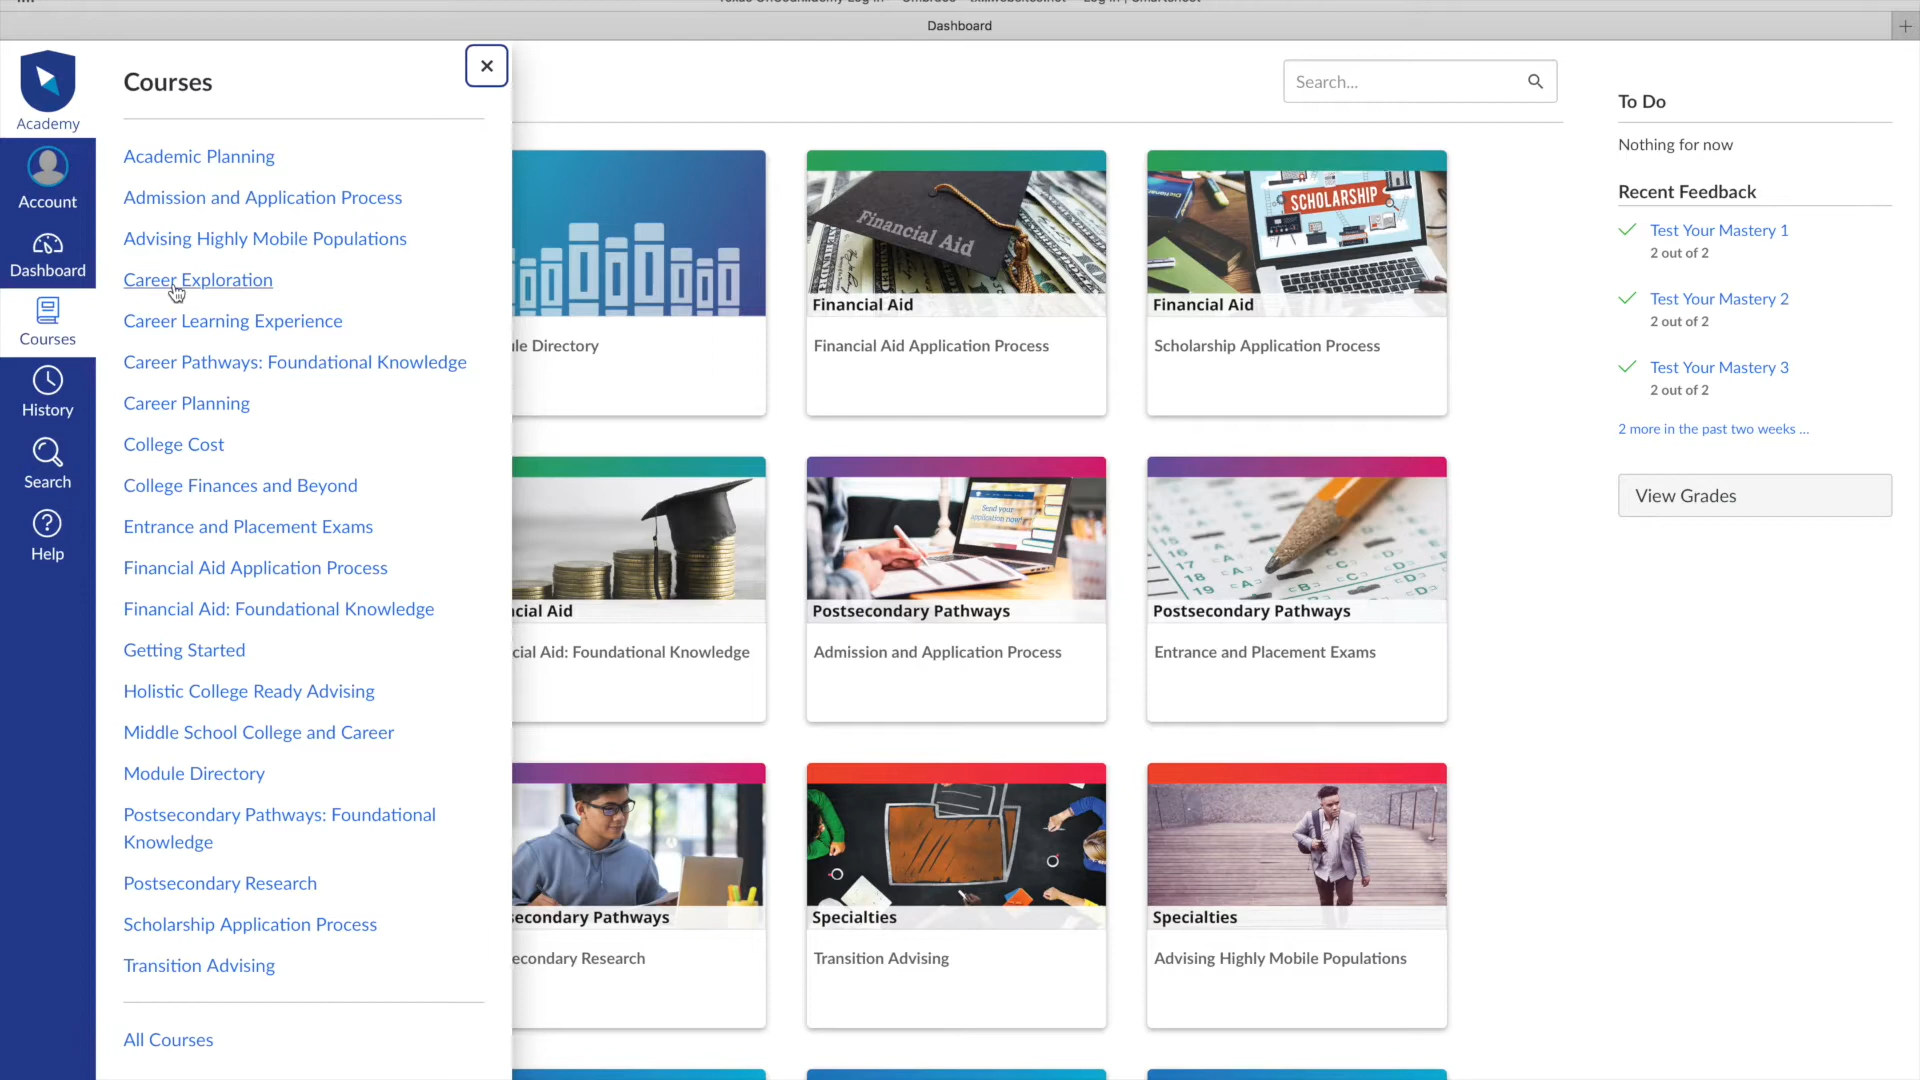 Dashboard
Academy
Account
Dashboard
Courses
History
Search
Help
Courses
Academic Planning
Admission and Application Process
Advising Highly Mobile Populations
Career Exploration
Career Learning Experience
Career Pathways: Foundational Knowledge
Career Planning
College Cost
College Finances and Beyond
Entrance and Placement Exams
Financial Aid Application Process
Financial Aid: Foundational Knowledge
Getting Started
Holistic College Ready Advising
Middle School College and Career
Module Directory
Postsecondary Pathways: Foundational
Knowledge
Postsecondary Research
Scholarship Application Process
Transition Advising
All Courses
Search...
le Directory
Financial Aid
Financial Aid
Financial Aid Application Process
SCHOLARSHIP
Financial Aid
Scholarship Application Process
cial Aid
cial Aid: Foundational Knowledge
Send your
application now!
Postsecondary Pathways
Admission and Application Process
Postsecondary Pathways
Entrance and Placement Exams
secondary Pathways
econdary Research
Specialties
Transition Advising
Specialties
Advising Highly Mobile Populations
To Do
Nothing for now
Recent Feedback
Test Your Mastery 1
2 out of 2
Test Your Mastery 2
2 out of 2
Test Your Mastery 3
2 out of 2
2 more in the past two weeks ...
View Grades